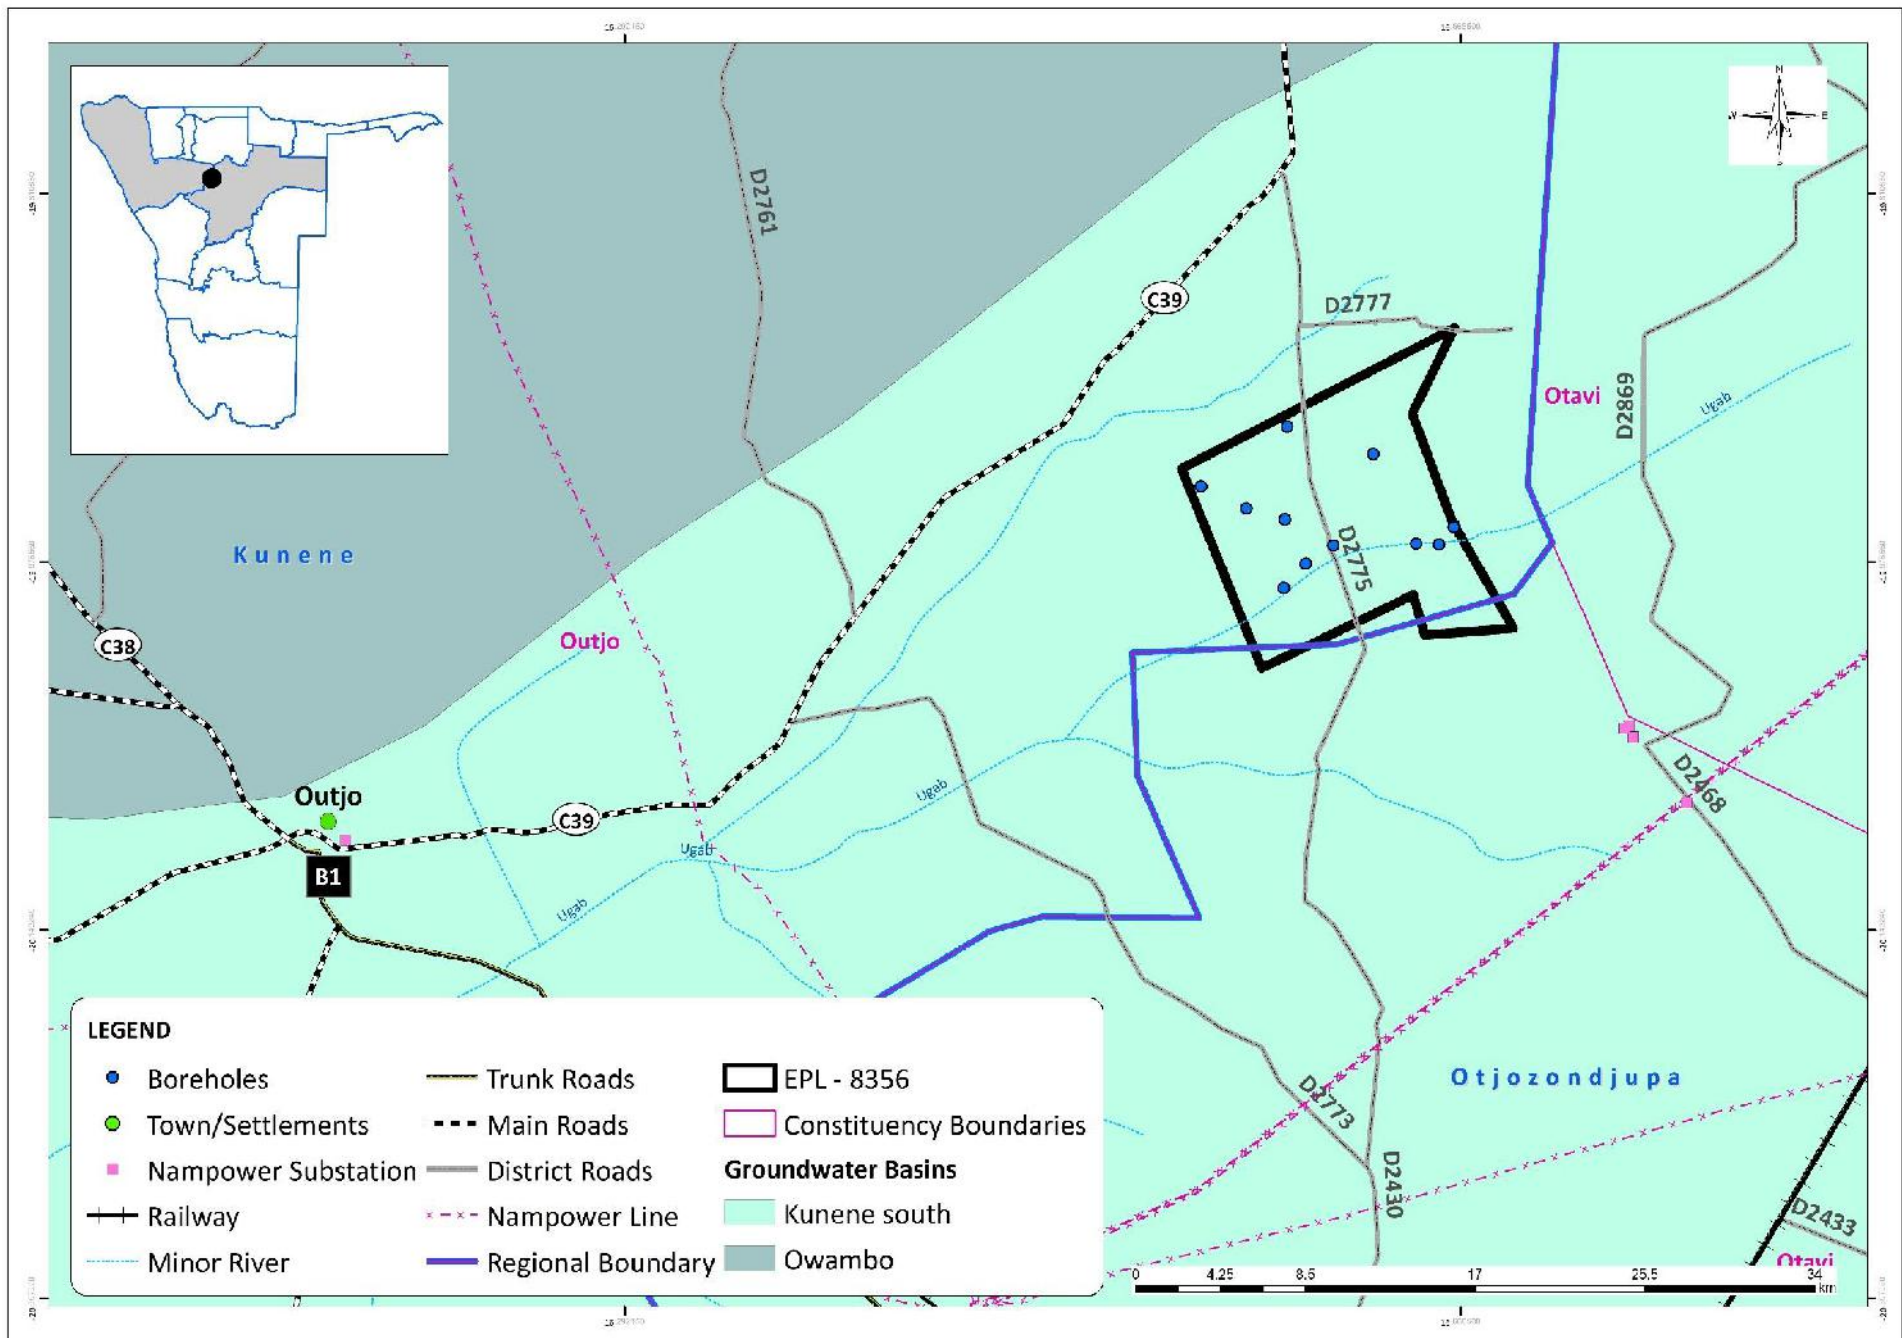 D2761
C39
D2777
Otavi
D2869
Ugab
Kunene
D2775
Outjo
C38
Outjo
C39
Ugab
Ugab
Ugab
B1
D2468
Otjozondjupa
D2773
D2430
D2433
Otavi
LEGEND
Boreholes
Town/Settlements
Nampower Substation
Railway
Minor River
Trunk Roads
Main Roads
District Roads
Nampower Line
Regional Boundary
EPL - 8356
Constituency Boundaries
Groundwater Basins
Kunene south
Owambo
0 4.25 8.5 17 25.5 34
km
N
W
E